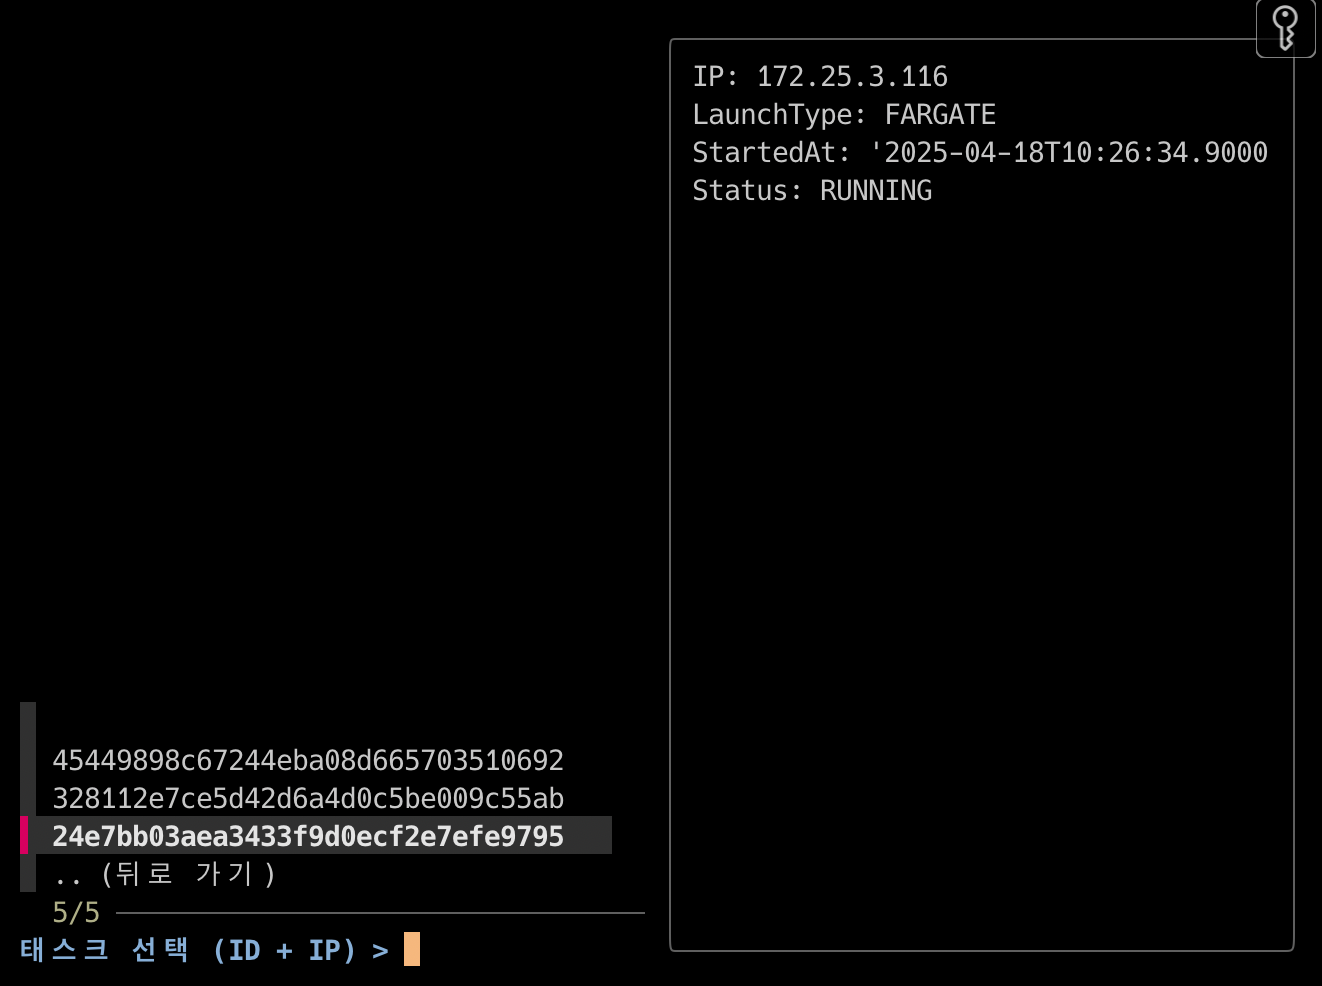 IP: 172.25.3.116
LaunchType: FARGATE
StartedAt: '2025-04-18T10:26:34.9000
Status: RUNNING
45449898c67244eba08d665703510692
328112e7ce5d42d6a4d0c5be009c55ab
24e7bb03aea3433f9d0ecf2e7efe9795
.. (뒤로 가기)
5/5
태스크 선택 (ID + IP) >